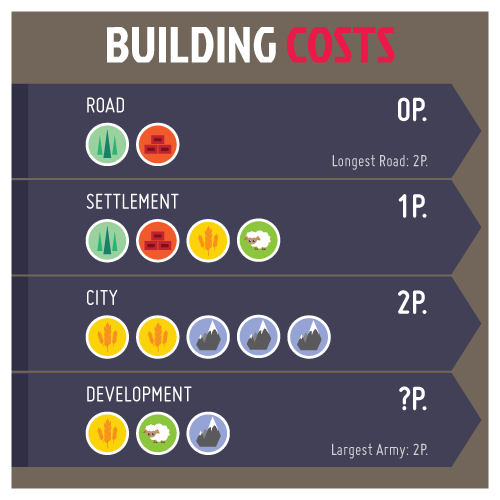 BUILDING COSTS
ROAD
0P.
Longest Road: 2P.
SETTLEMENT
1P.
CITY
2P.
DEVELOPMENT
?P.
Largest Army: 2P.